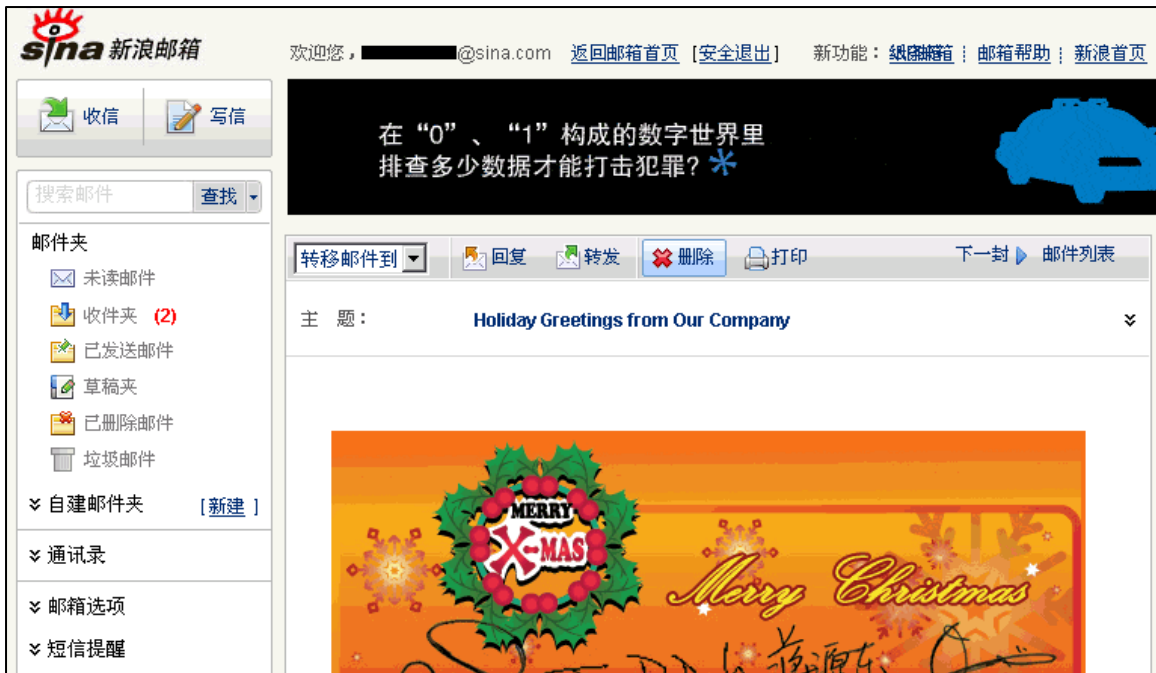 sina 新浪邮箱
欢迎您， @sina.com 返回邮箱首页 [安全退出] 新功能： ┆ 邮箱帮助 ┆ 新浪首页
收信 写信
在“0”、“1”构成的数字世界里
排查多少数据才能打击犯罪? *
搜索邮件 查找
邮件夹
未读邮件
收件夹 (2)
已发送邮件
草稿夹
已删除邮件
垃圾邮件
自建邮件夹 [新建 ]
通讯录
邮箱选项
短信提醒
转移邮件到 回复 转发 删除 打印 下一封 邮件列表
主 题： Holiday Greetings from Our Company
MERRY
X-MAS
Merry Christmas